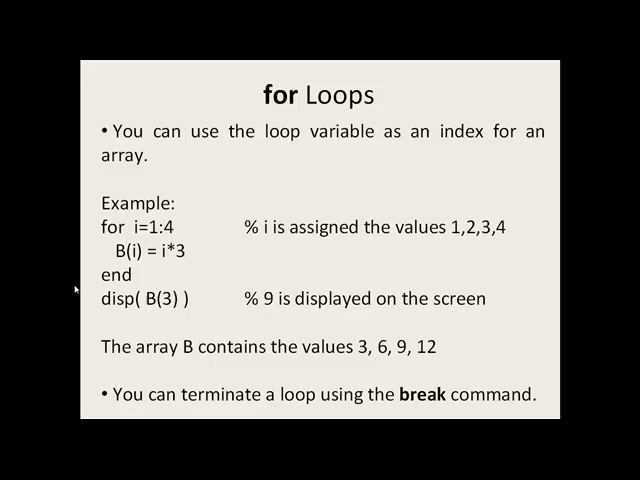 for Loops
• You can use the loop variable as an index for an
array.
Example:
for i=1:4 % i is assigned the values 1,2,3,4
B(i) = i*3
end
disp( B(3) ) % 9 is displayed on the screen
The array B contains the values 3, 6, 9, 12
• You can terminate a loop using the break command.